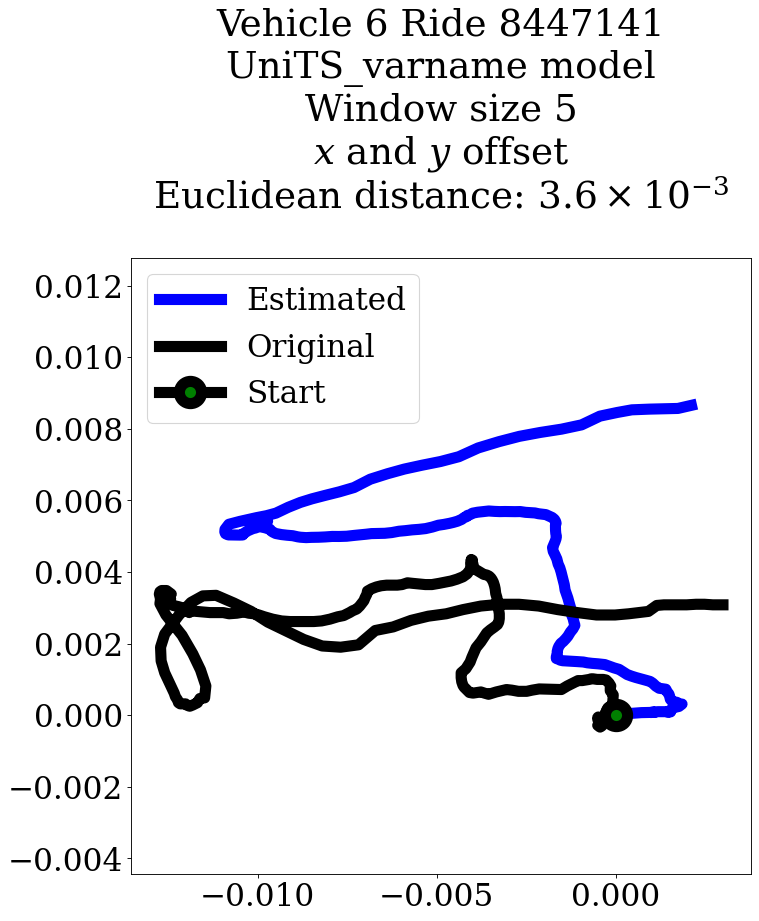 Vehicle 6 Ride 8447141
UniTS_varname model
Window size 5
x and y offset
Euclidean distance: 3.6 × 10⁻³
Estimated
Original
Start
0.012
0.010
0.008
0.006
0.004
0.002
0.000
−0.002
−0.004
−0.010
−0.005
0.000